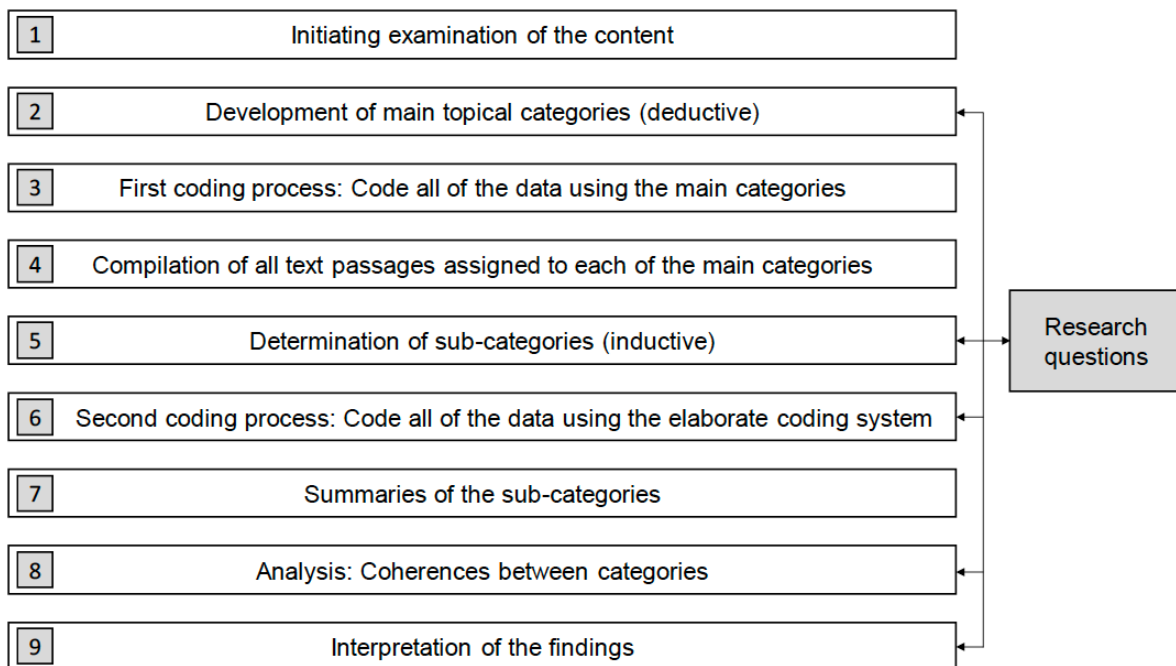 1 Initiating examination of the content
2 Development of main topical categories (deductive)
3 First coding process: Code all of the data using the main categories
4 Compilation of all text passages assigned to each of the main categories
5 Determination of sub-categories (inductive)
6 Second coding process: Code all of the data using the elaborate coding system
7 Summaries of the sub-categories
8 Analysis: Coherences between categories
9 Interpretation of the findings
Research
questions